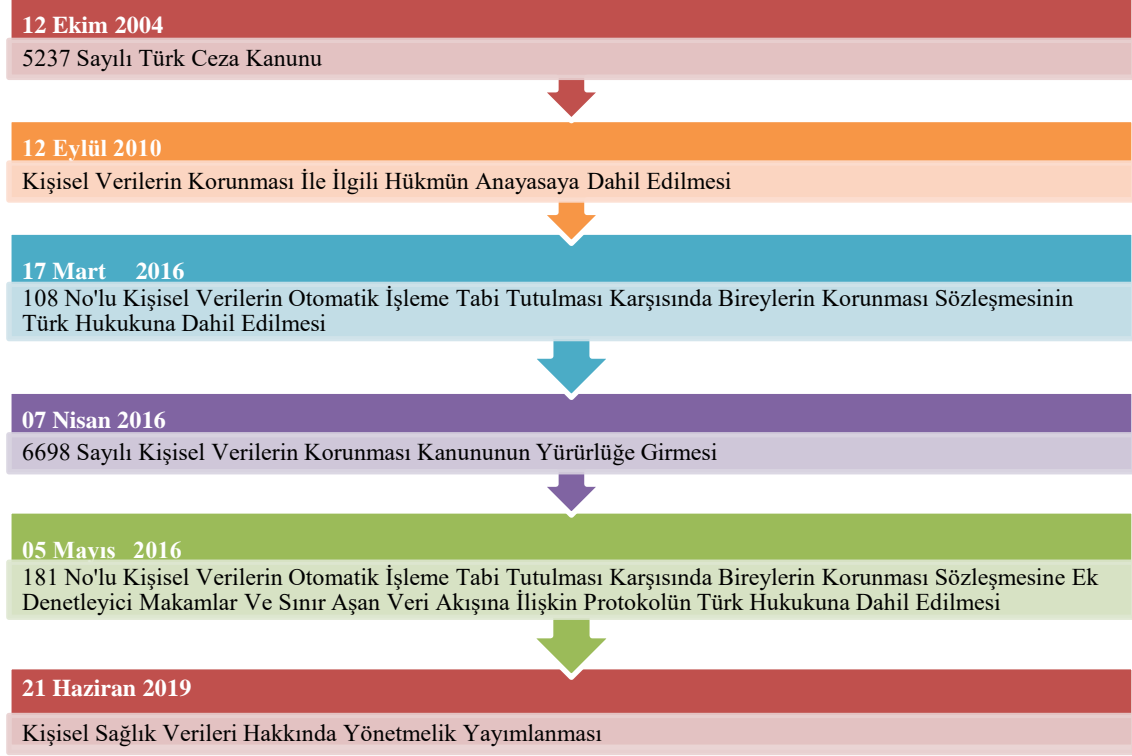 12 Ekim 2004
5237 Sayılı Türk Ceza Kanunu
12 Eylül 2010
Kişisel Verilerin Korunması İle İlgili Hükmün Anayasaya Dahil Edilmesi
17 Mart 2016
108 No'lu Kişisel Verilerin Otomatik İşleme Tabi Tutulması Karşısında Bireylerin Korunması Sözleşmesinin
Türk Hukukuna Dahil Edilmesi
07 Nisan 2016
6698 Sayılı Kişisel Verilerin Korunması Kanununun Yürürlüğe Girmesi
05 Mayıs 2016
181 No'lu Kişisel Verilerin Otomatik İşleme Tabi Tutulması Karşısında Bireylerin Korunması Sözleşmesine Ek
Denetleyici Makamlar Ve Sınır Aşan Veri Akışına İlişkin Protokolün Türk Hukukuna Dahil Edilmesi
21 Haziran 2019
Kişisel Sağlık Verileri Hakkında Yönetmelik Yayımlanması